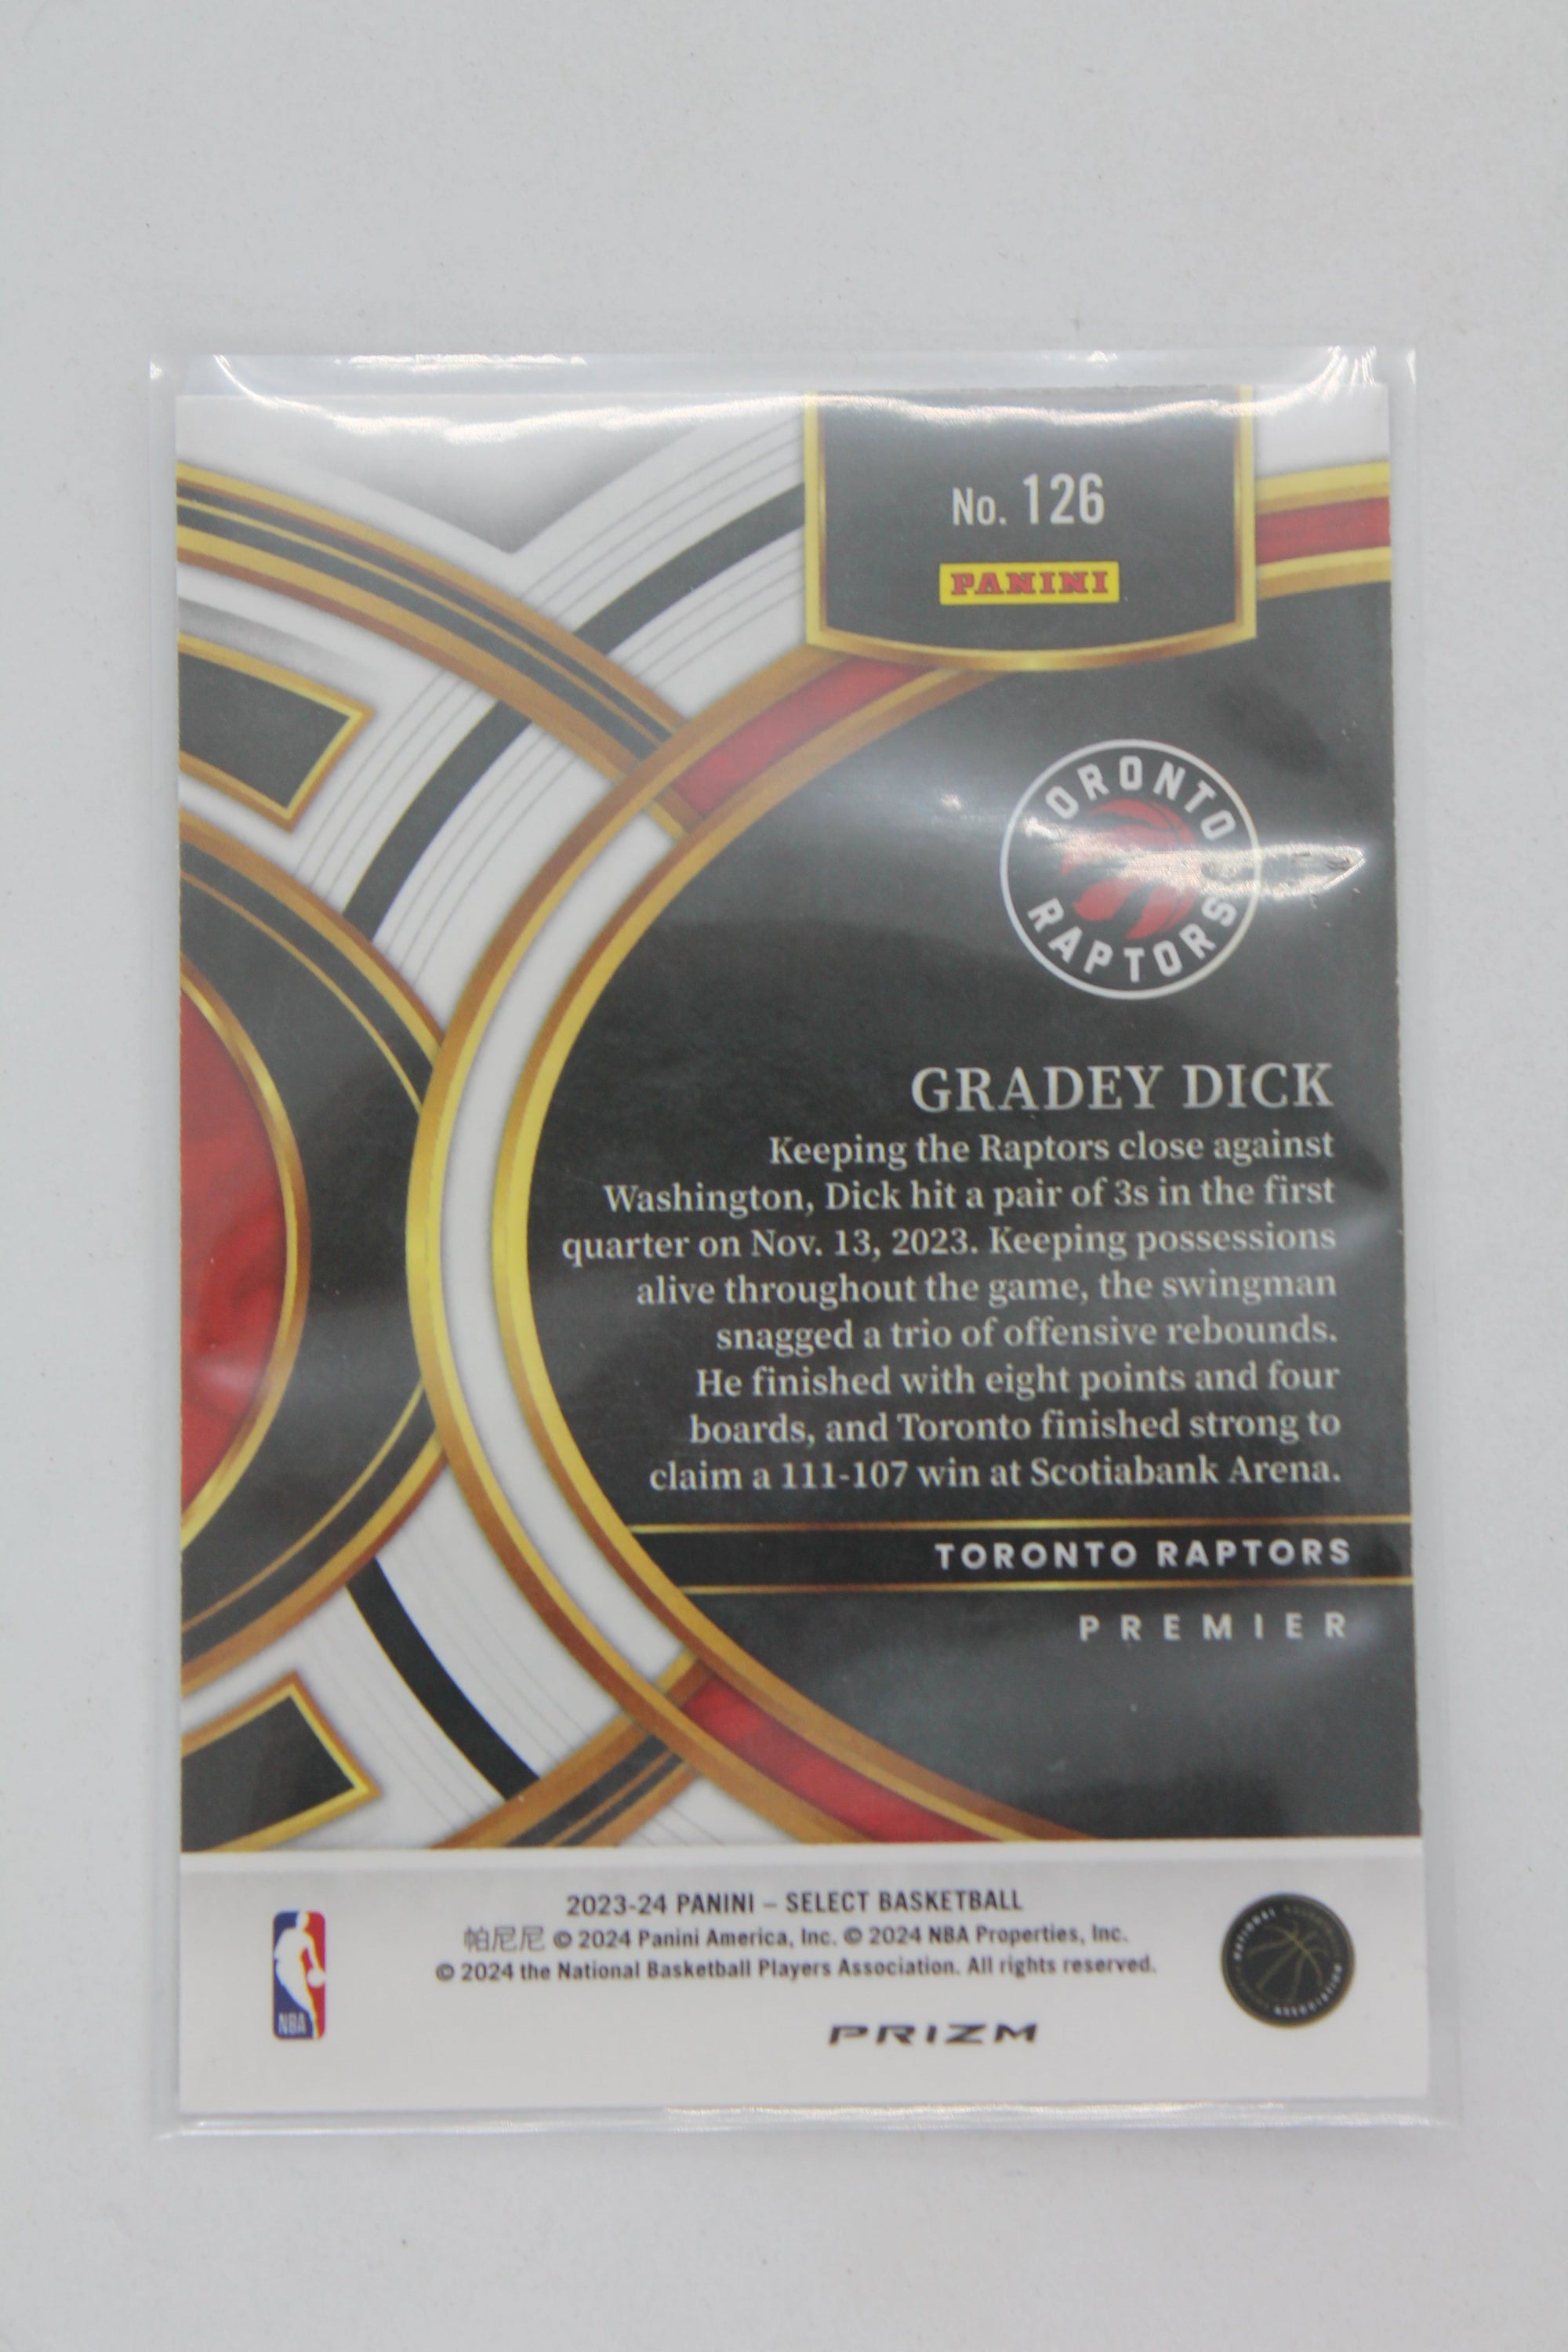 No. 126
PANINI
TORONTO
RAPTORS
GRADEY DICK
Keeping the Raptors close against
Washington, Dick hit a pair of 3s in the first
quarter on Nov. 13, 2023. Keeping possessions
alive throughout the game, the swingman
snagged a trio of offensive rebounds.
He finished with eight points and four
boards, and Toronto finished strong to
claim a 111-107 win at Scotiabank Arena.
TORONTO RAPTORS
PREMIER
2023-24 PANINI – SELECT BASKETBALL
帕尼尼 © 2024 Panini America, Inc. © 2024 NBA Properties, Inc.
© 2024 the National Basketball Players Association. All rights reserved.
NBA
PRIZM
NATIONAL
ASSOCIATION